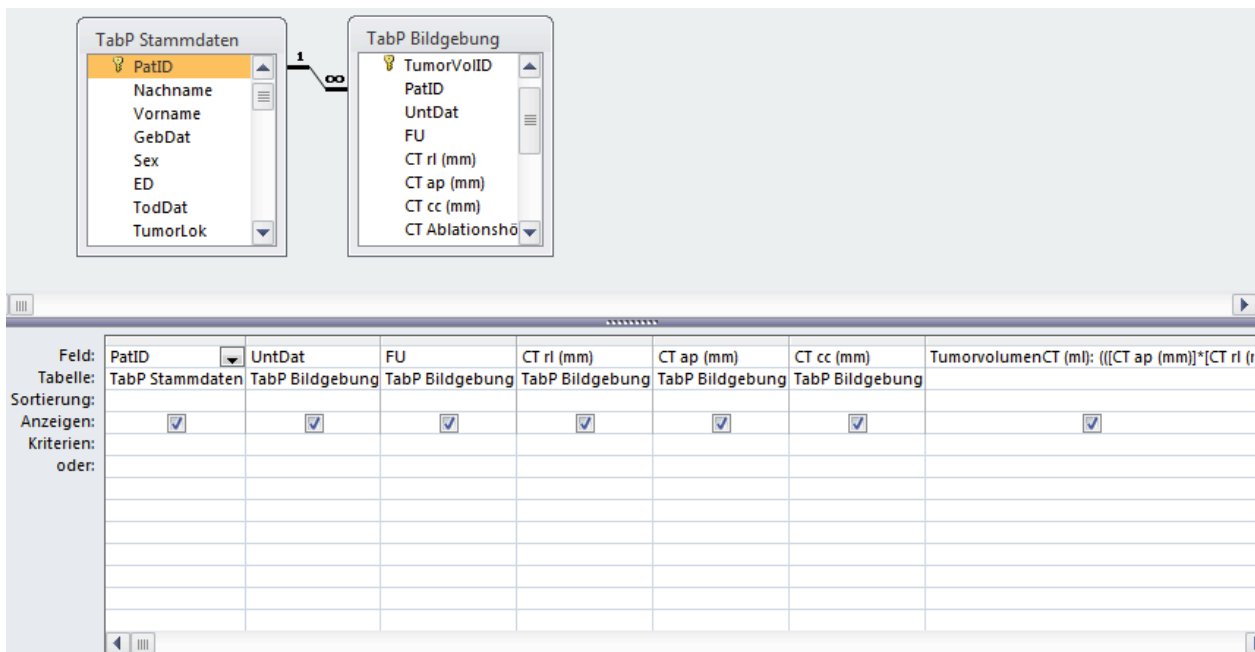 TabP Stammdaten
PatID
Nachname
Vorname
GebDat
Sex
ED
TodDat
TumorLok
1
∞
TabP Bildgebung
TumorVolID
PatID
UntDat
FU
CT rl (mm)
CT ap (mm)
CT cc (mm)
CT Ablationshö
Feld: PatID UntDat FU CT rl (mm) CT ap (mm) CT cc (mm) TumorvolumenCT (ml): (([CT ap (mm)]*[CT rl (r
Tabelle: TabP Stammdaten TabP Bildgebung TabP Bildgebung TabP Bildgebung TabP Bildgebung TabP Bildgebung
Sortierung:
Anzeigen:
Kriterien:
oder: